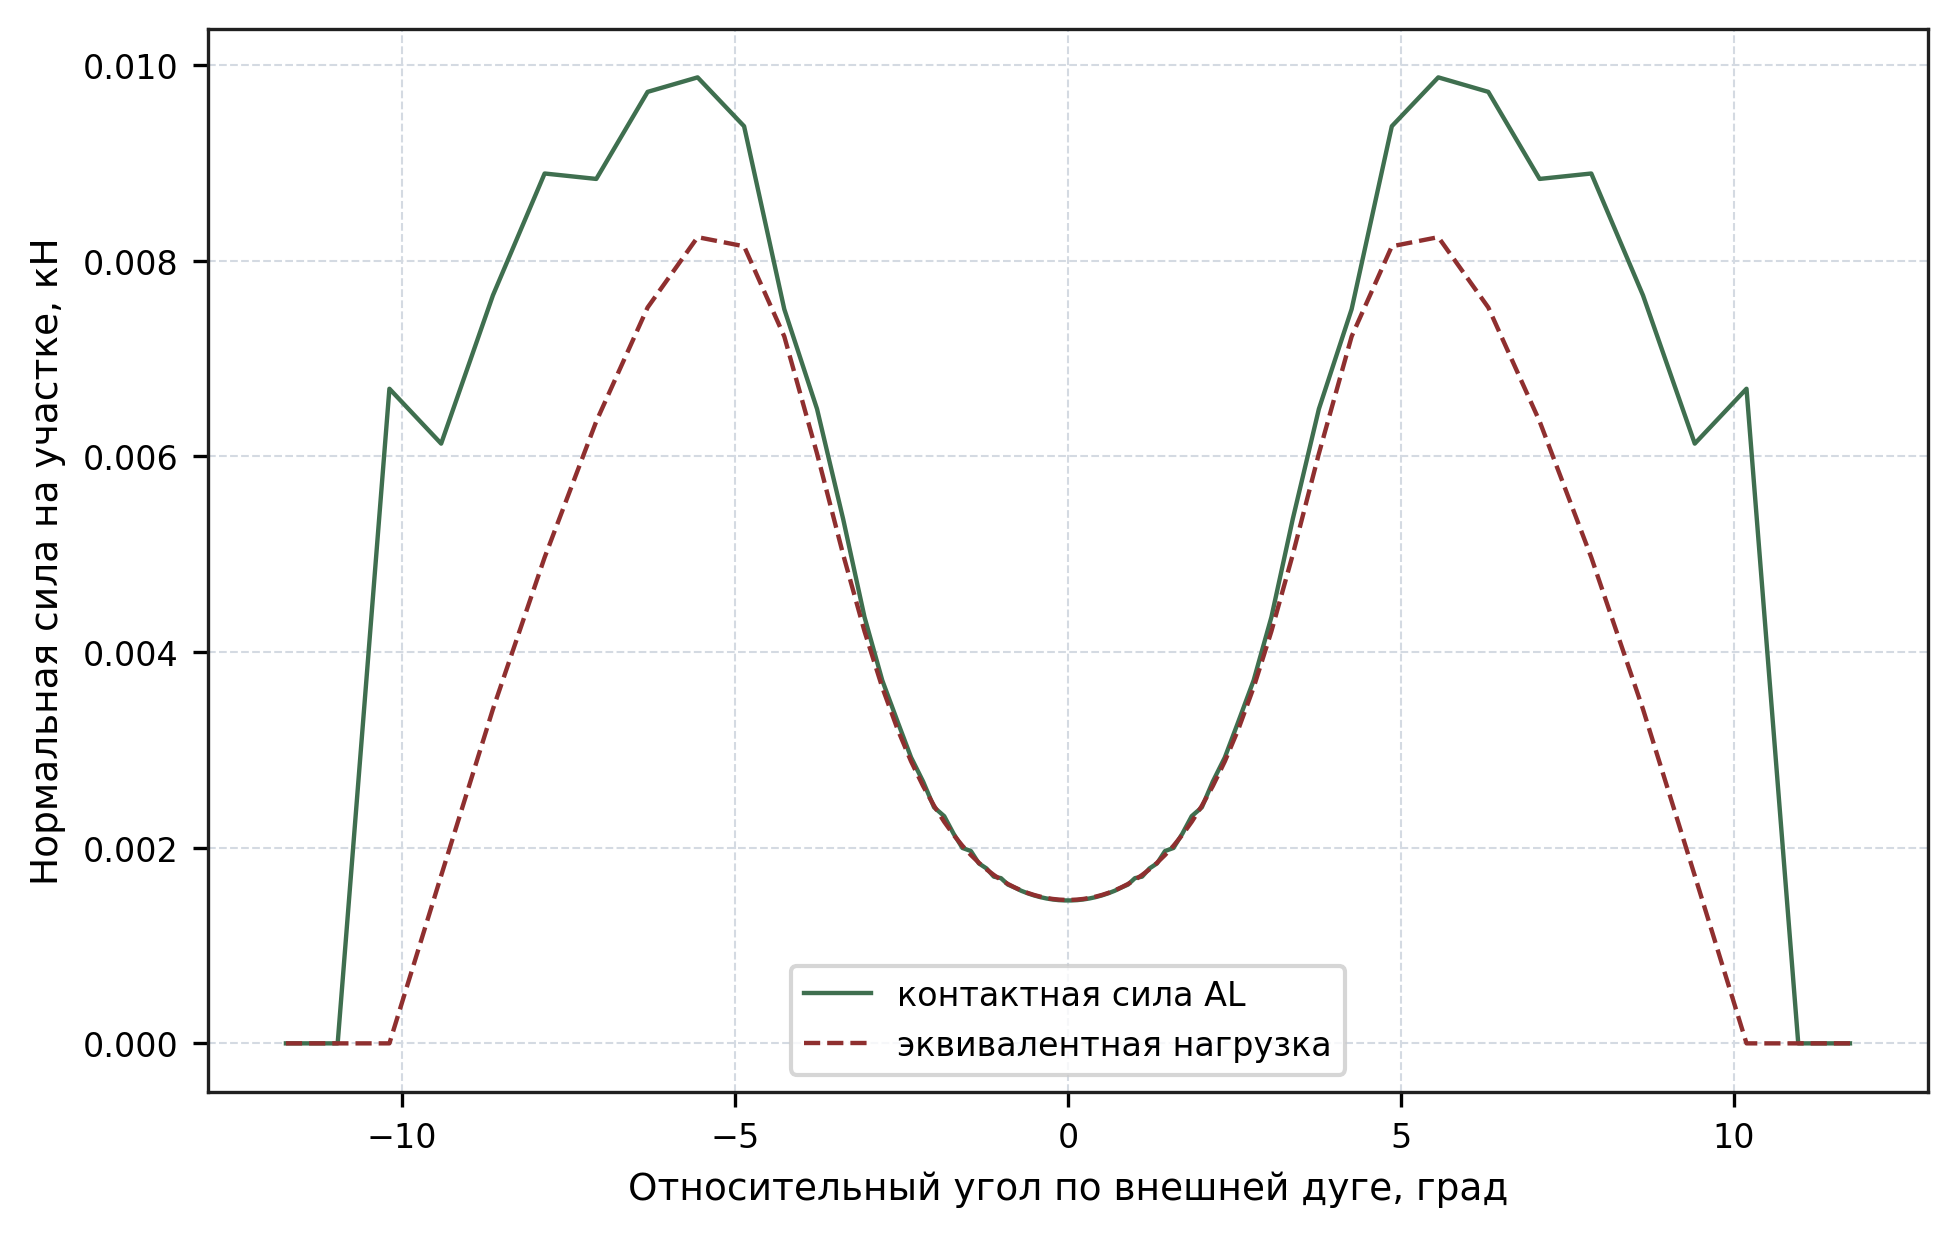 Нормальная сила на участке, кН
0.010
0.008
0.006
0.004
0.002
0.000
контактная сила AL
эквивалентная нагрузка
−10
−5
0
5
10
Относительный угол по внешней дуге, град